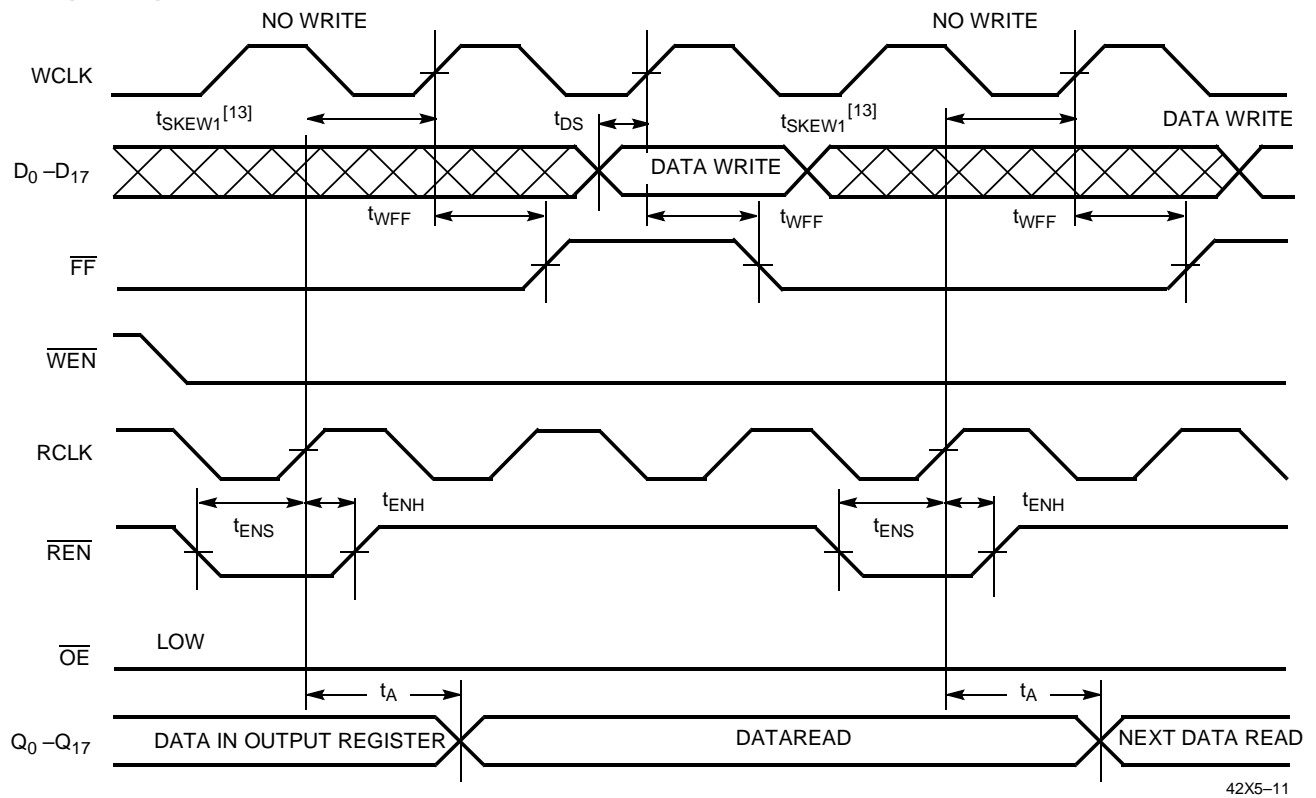 NO WRITE NO WRITE
WCLK
tSKEW1[13] tDS tSKEW1[13] DATA WRITE
D0 –D17 DATA WRITE
tWFF tWFF tWFF
FF
WEN
RCLK
tENS tENH tENS tENH
REN
LOW
OE
tA tA
Q0 –Q17 DATA IN OUTPUT REGISTER DATAREAD NEXT DATA READ
42X5–11